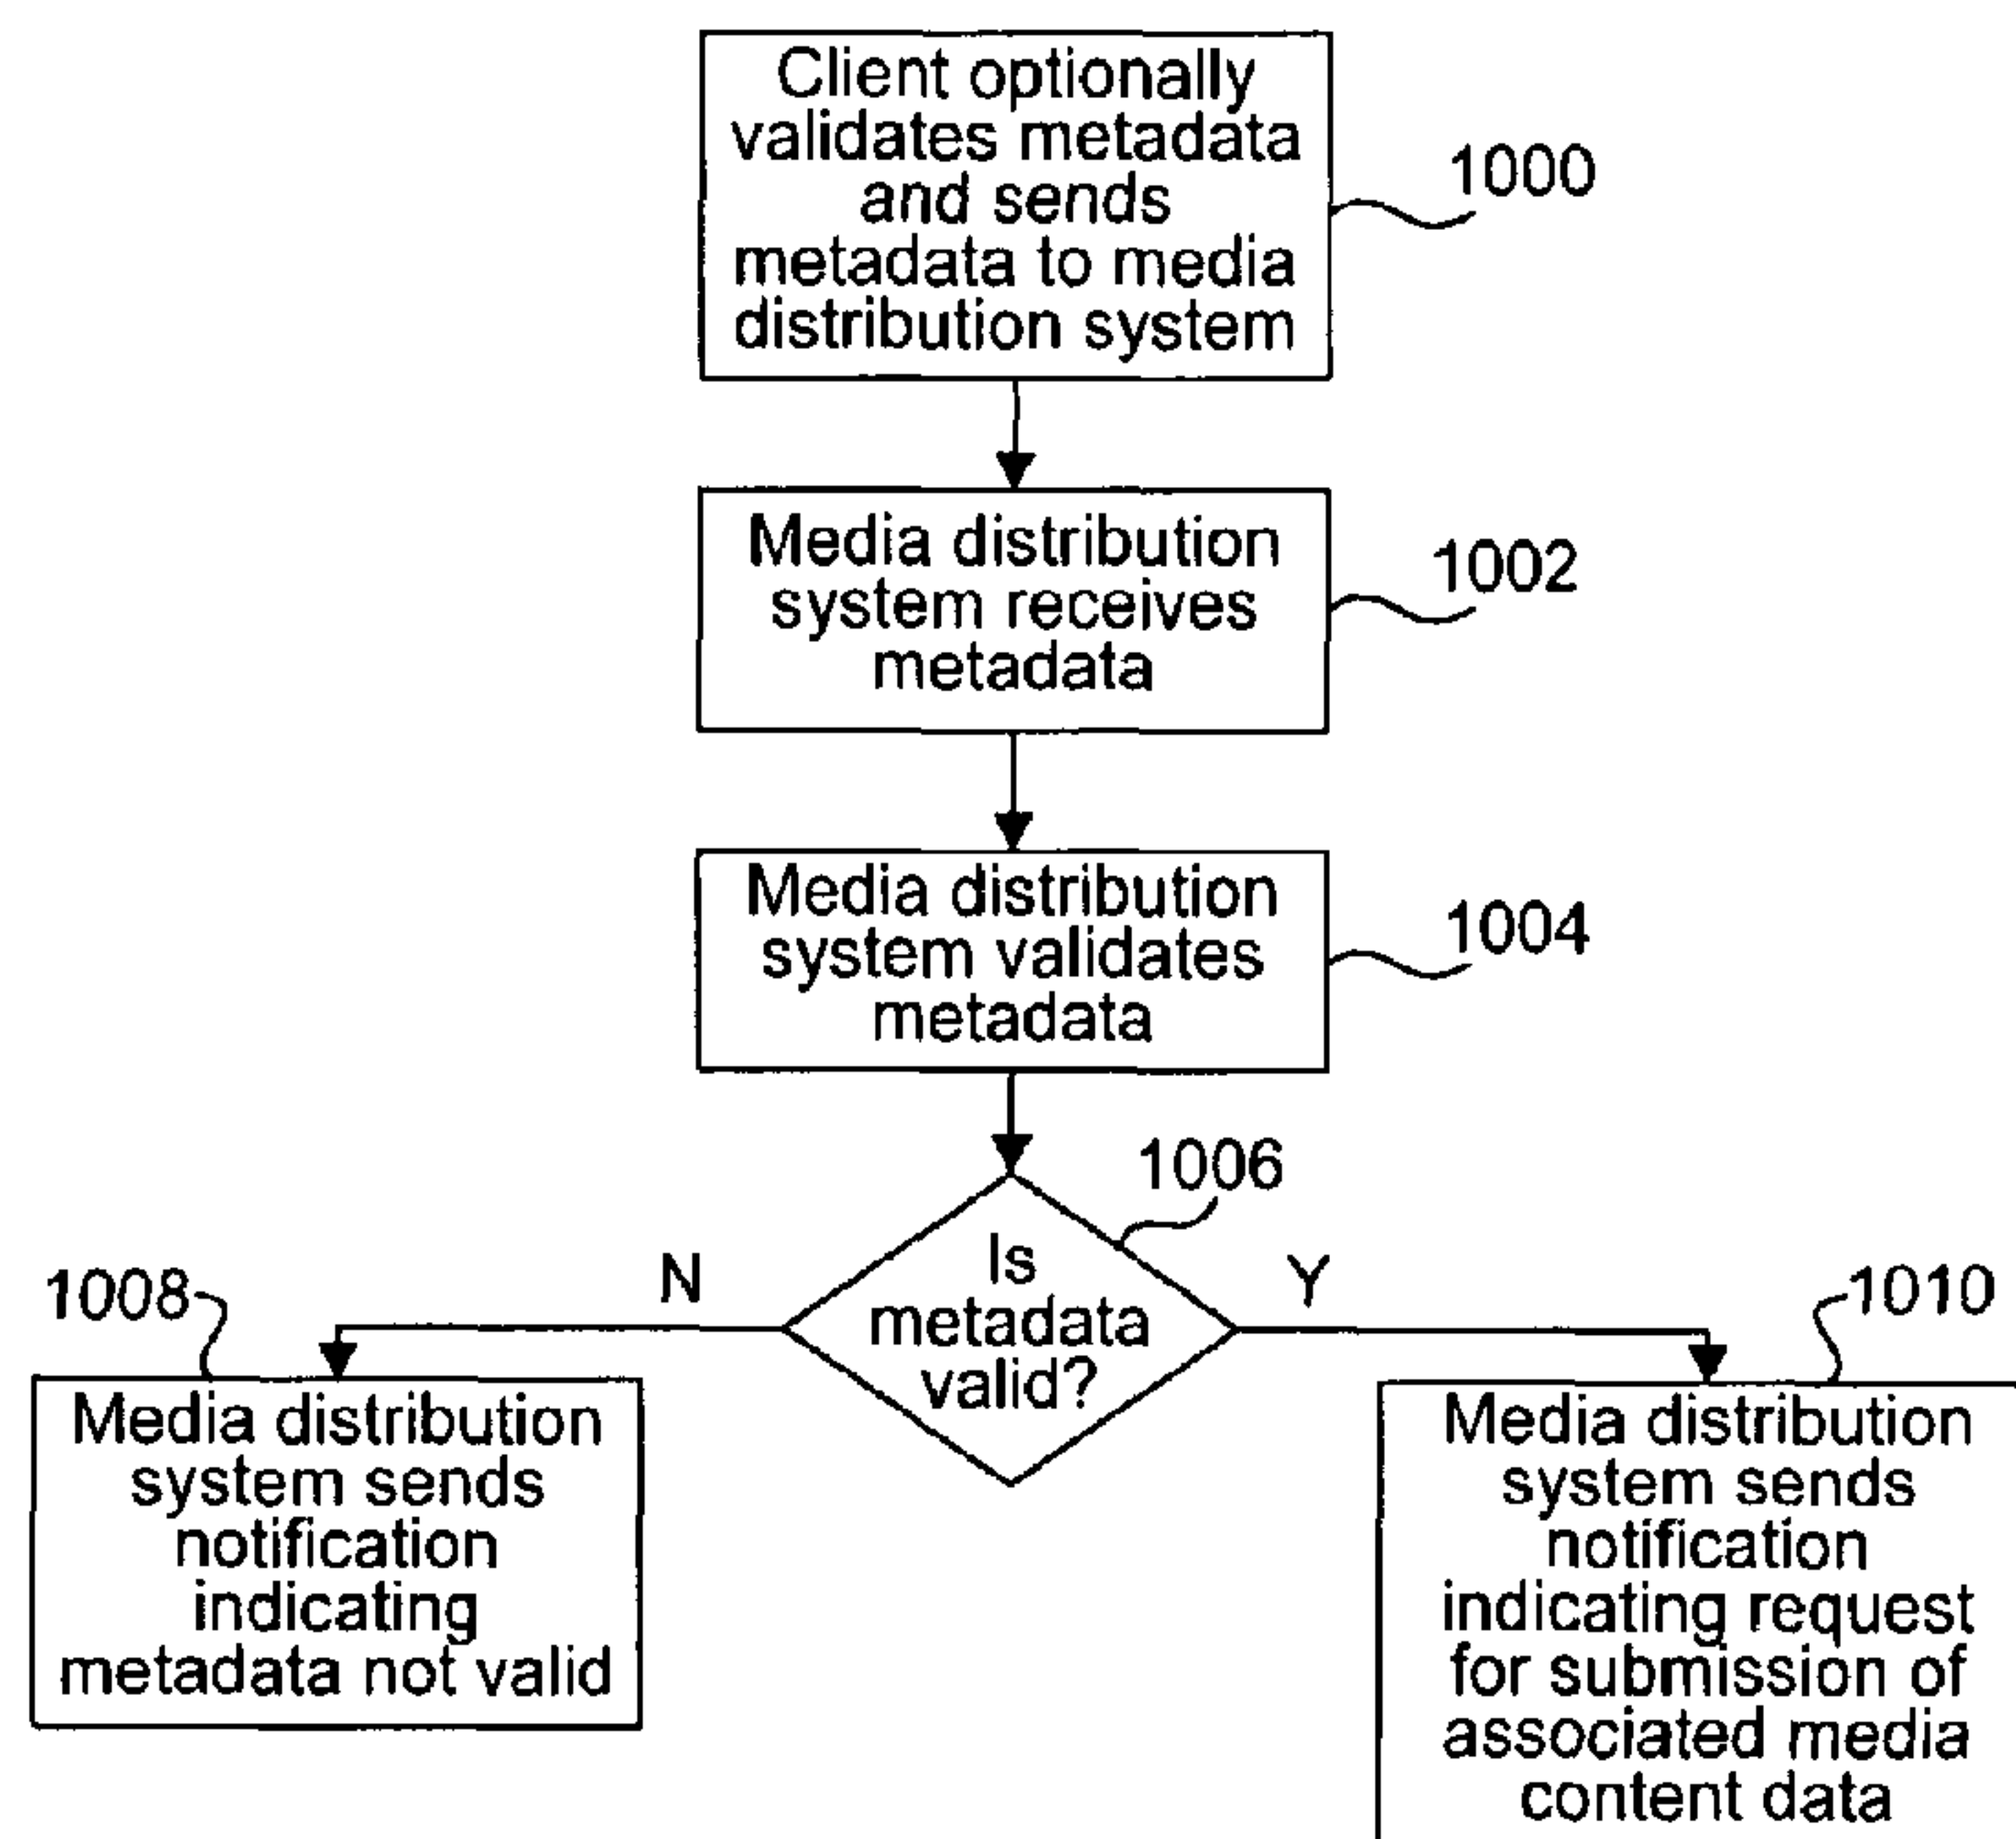 Client optionally
validates metadata
and sends
metadata to media
distribution system
1000
Media distribution
system receives
metadata
1002
Media distribution
system validates
metadata
1004
1006
Is
metadata
valid?
N
Y
1008
Media distribution
system sends
notification
indicating
metadata not valid
1010
Media distribution
system sends
notification
indicating request
for submission of
associated media
content data